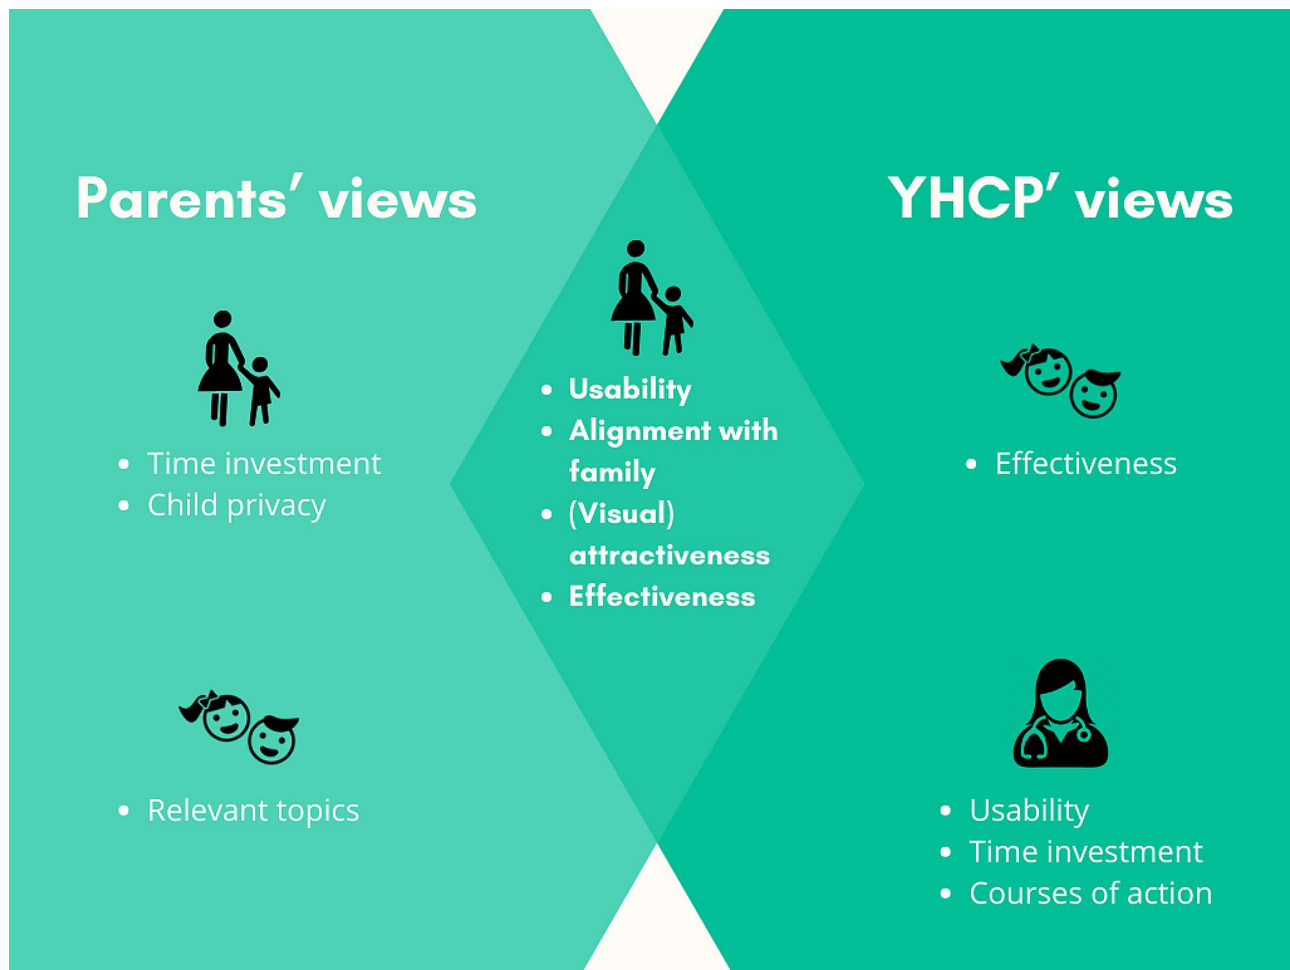 Parents’ views
• Time investment
• Child privacy
• Relevant topics
• Usability
• Alignment with
family
• (Visual)
attractiveness
• Effectiveness
YHCP’ views
• Effectiveness
• Usability
• Time investment
• Courses of action